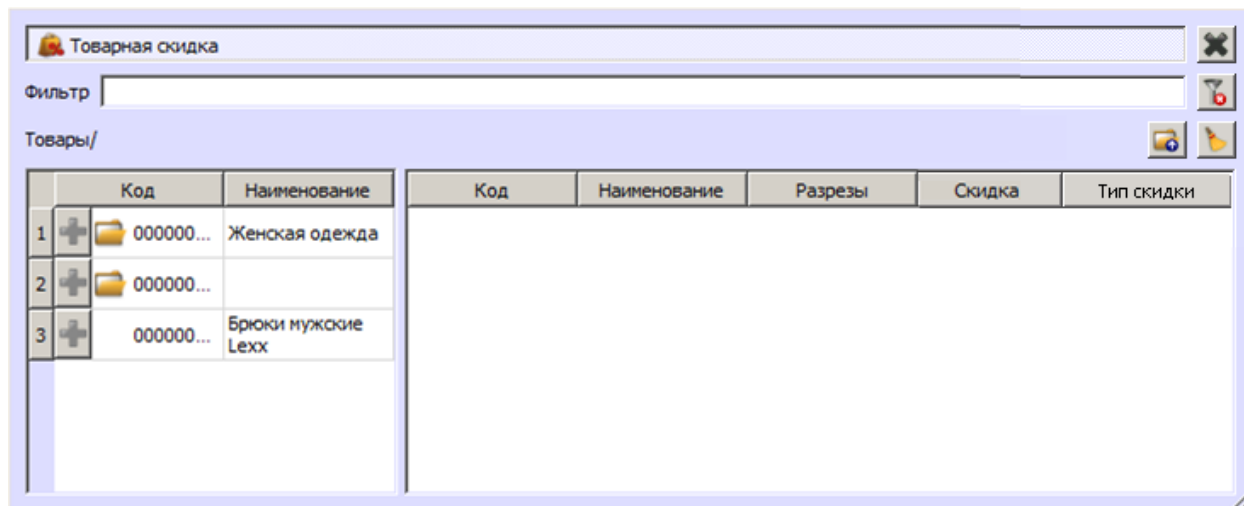 Товарная скидка
Фильтр
Товары/
Код Наименование Код Наименование Разрезы Скидка Тип скидки
1 000000... Женская одежда
2 000000...
3 000000... Брюки мужские
Lexx